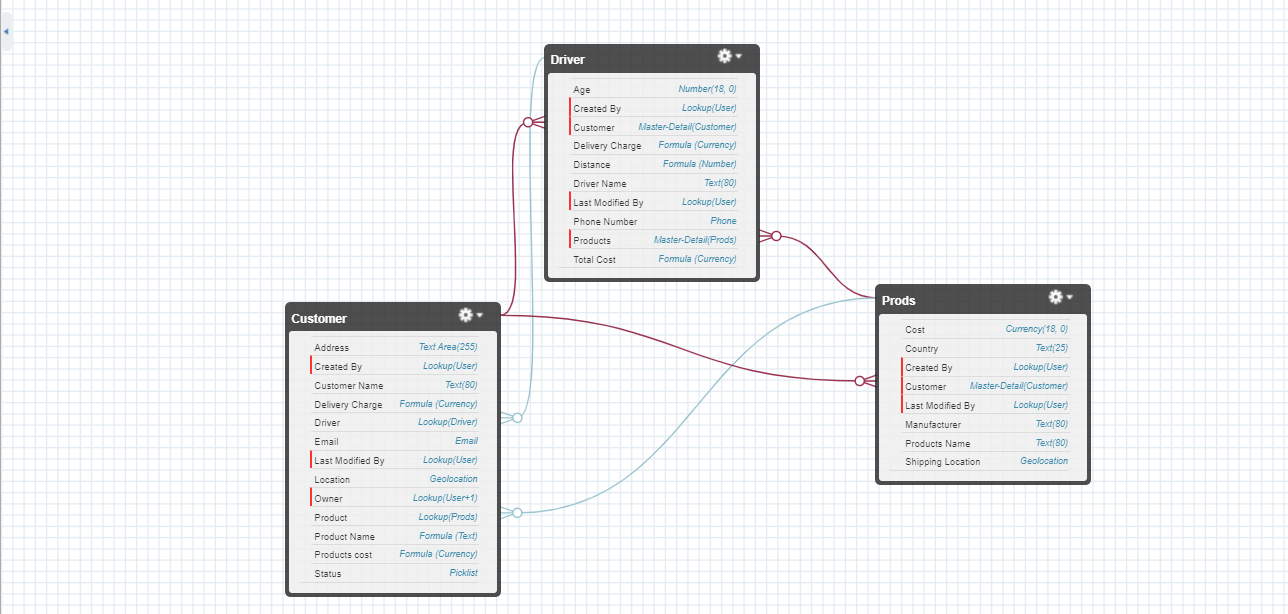 Driver
Age Number(18, 0)
Created By Lookup(User)
Customer Master-Detail(Customer)
Delivery Charge Formula (Currency)
Distance Formula (Number)
Driver Name Text(80)
Last Modified By Lookup(User)
Phone Number Phone
Products Master-Detail(Prods)
Total Cost Formula (Currency)
Customer
Address Text Area(255)
Created By Lookup(User)
Customer Name Text(80)
Delivery Charge Formula (Currency)
Driver Lookup(Driver)
Email Email
Last Modified By Lookup(User)
Location Geolocation
Owner Lookup(User+1)
Product Lookup(Prods)
Product Name Formula (Text)
Products cost Formula (Currency)
Status Picklist
Prods
Cost Currency(18, 0)
Country Text(25)
Created By Lookup(User)
Customer Master-Detail(Customer)
Last Modified By Lookup(User)
Manufacturer Text(80)
Products Name Text(80)
Shipping Location Geolocation